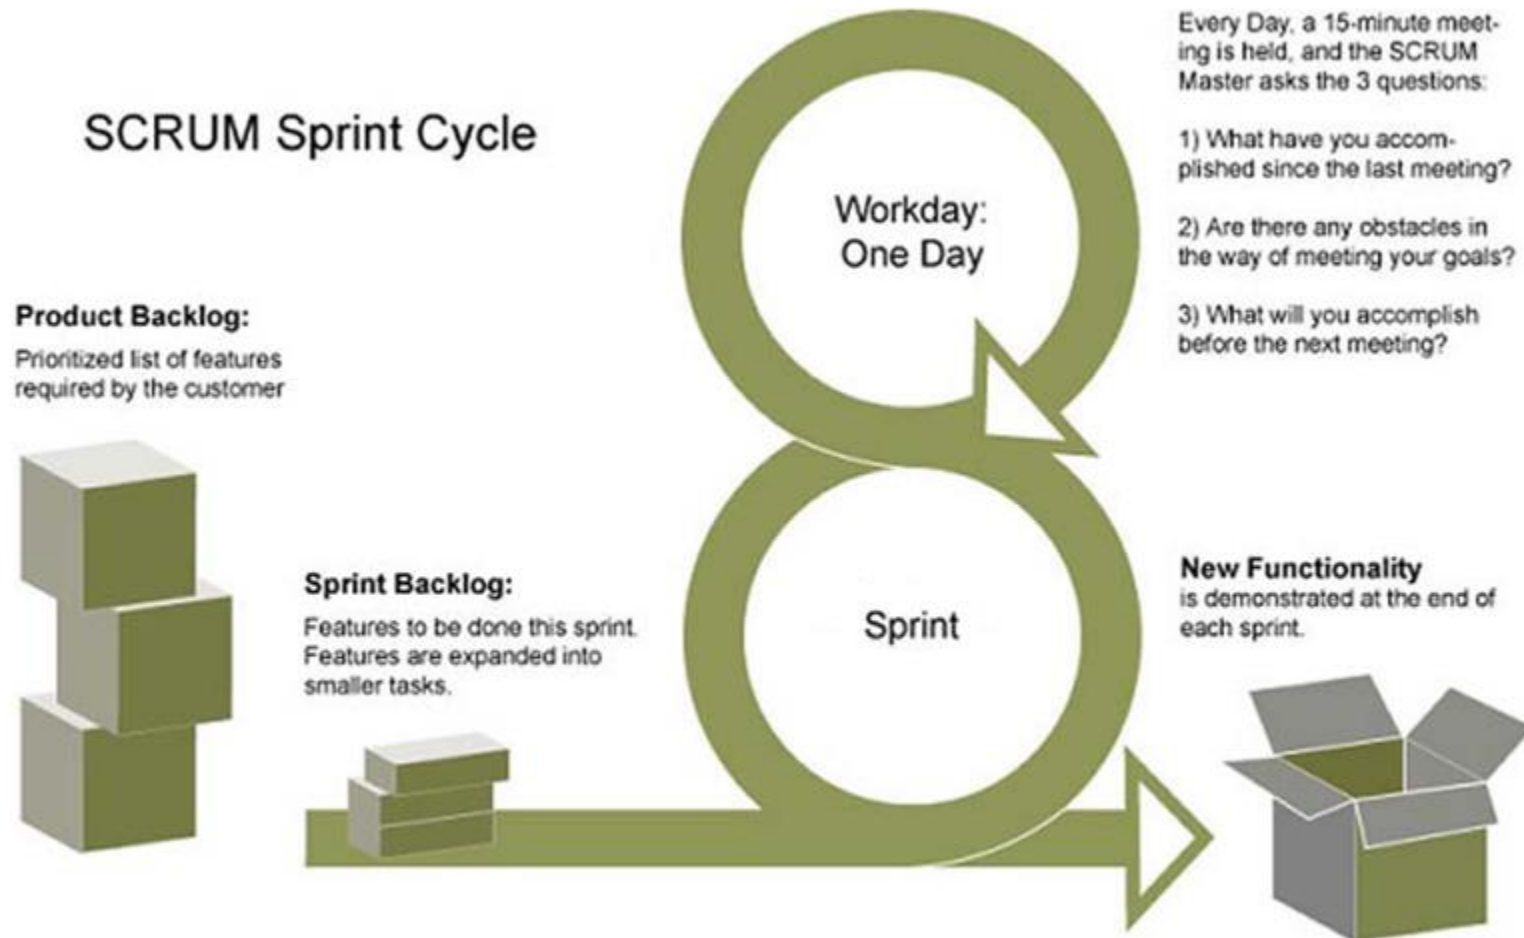 SCRUM Sprint Cycle
Product Backlog:
Prioritized list of features
required by the customer
Sprint Backlog:
Features to be done this sprint.
Features are expanded into
smaller tasks.
Workday:
One Day
Sprint
Every Day, a 15-minute meet-
ing is held, and the SCRUM
Master asks the 3 questions:
1) What have you accom-
plished since the last meeting?
2) Are there any obstacles in
the way of meeting your goals?
3) What will you accomplish
before the next meeting?
New Functionality
is demonstrated at the end of
each sprint.